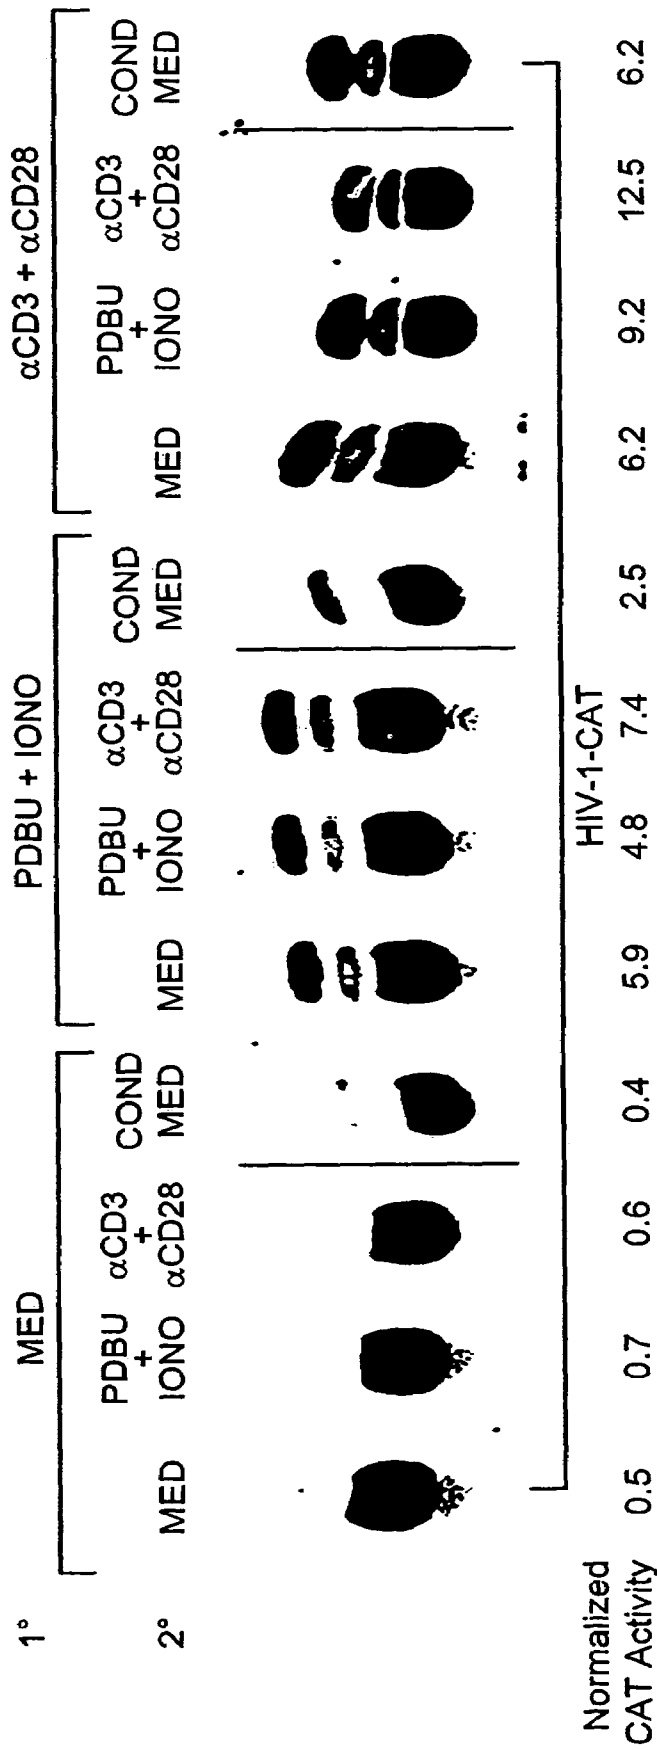 1° MED PDBU + IONO αCD3 + αCD28
PDBU αCD3 COND PDBU αCD3 COND PDBU αCD3 COND
2° MED + + MED MED + + MED MED + + MED
IONO αCD28 IONO αCD28 IONO αCD28
HIV-1-CAT
Normalized
CAT Activity 0.5 0.7 0.6 0.4 5.9 4.8 7.4 2.5 6.2 9.2 12.5 6.2